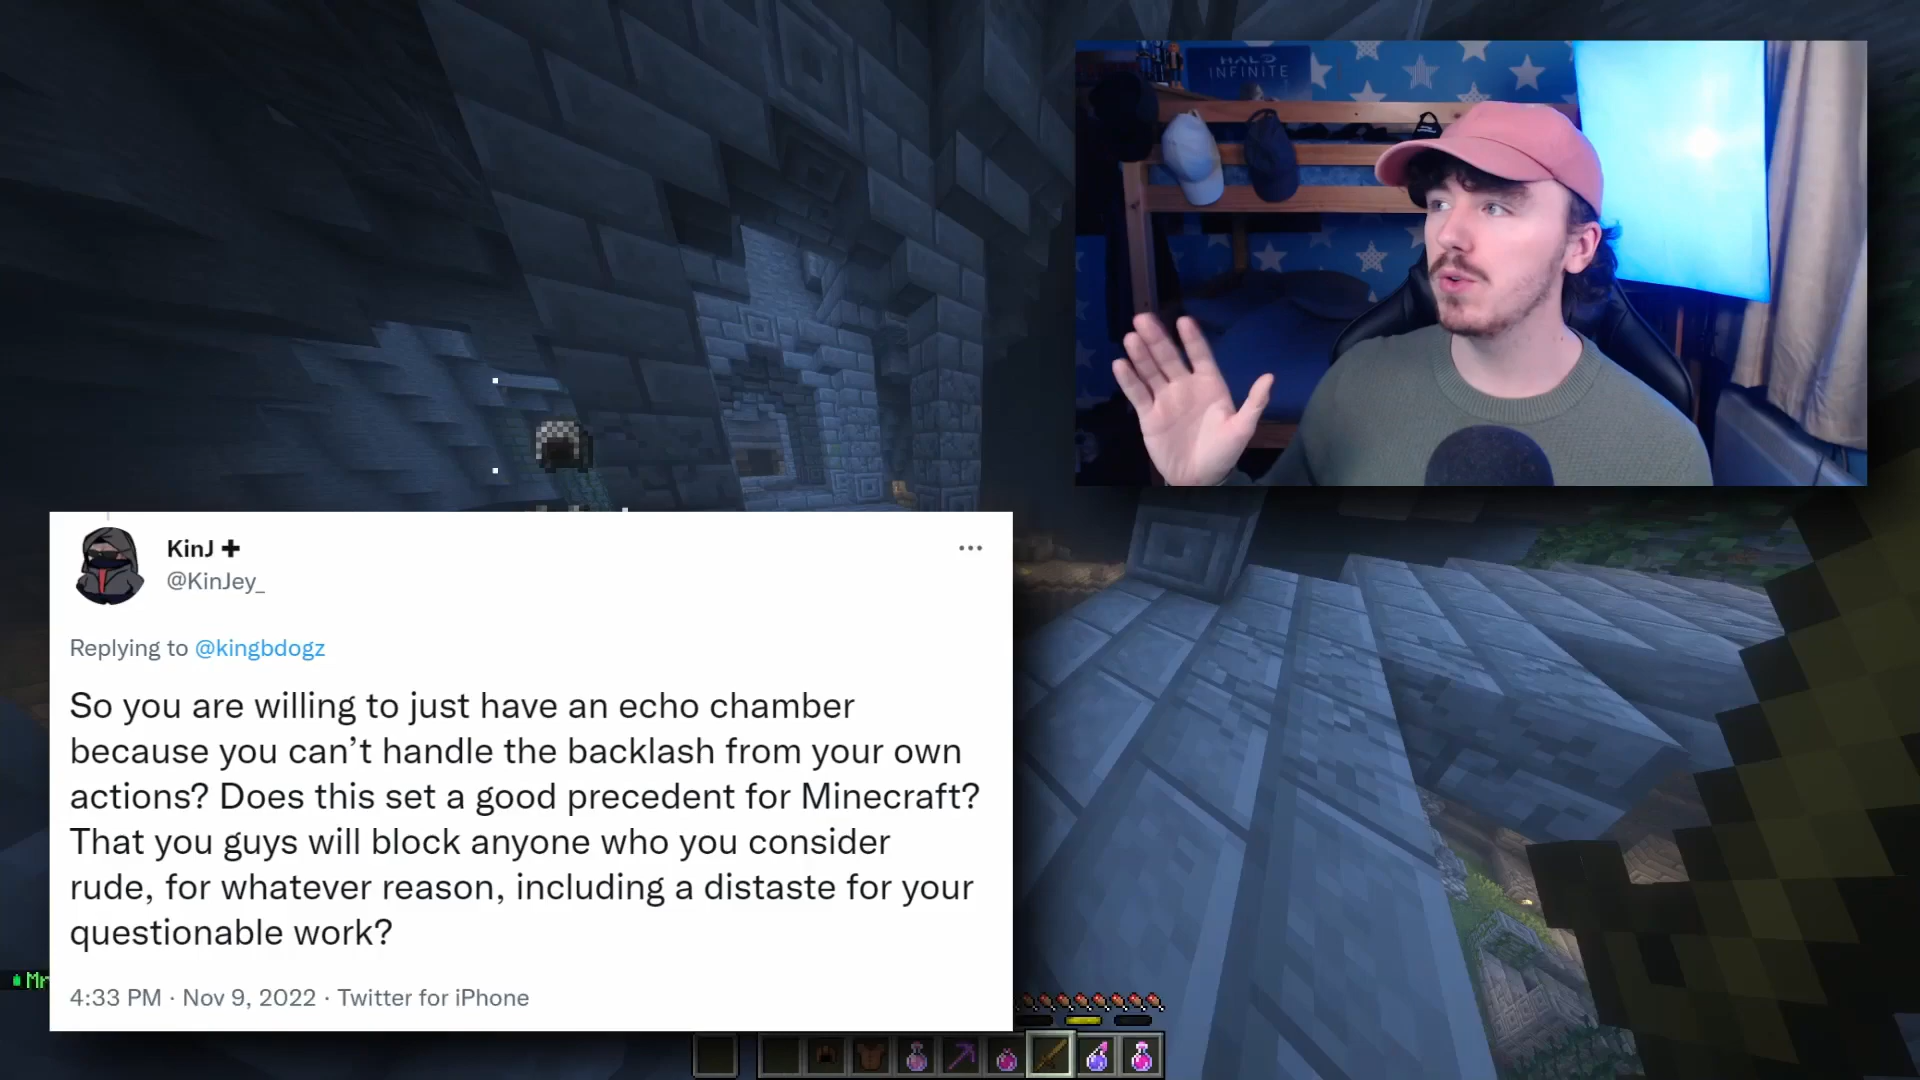 HALO
INFINITE
KinJ ✚
@KinJey_
Replying to @kingbdogz
So you are willing to just have an echo chamber
because you can’t handle the backlash from your own
actions? Does this set a good precedent for Minecraft?
That you guys will block anyone who you consider
rude, for whatever reason, including a distaste for your
questionable work?
4:33 PM · Nov 9, 2022 · Twitter for iPhone